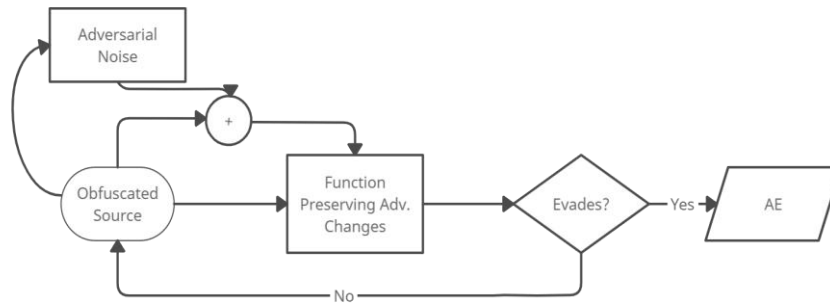 Adversarial
Noise
+
Obfuscated
Source
Function
Preserving Adv.
Changes
Evades?
Yes
AE
No